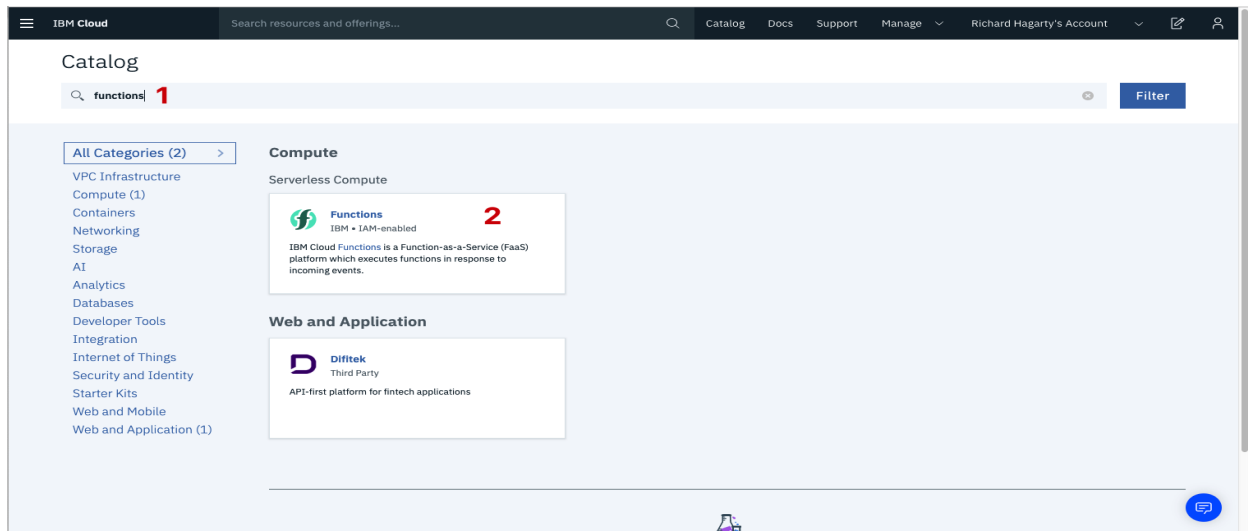 IBM Cloud Search resources and offerings... Catalog Docs Support Manage Richard Hagarty's Account
Catalog
functions 1 Filter
All Categories (2) >
VPC Infrastructure
Compute (1)
Containers
Networking
Storage
AI
Analytics
Databases
Developer Tools
Integration
Internet of Things
Security and Identity
Starter Kits
Web and Mobile
Web and Application (1)
Compute
Serverless Compute
Functions 2
IBM • IAM-enabled
IBM Cloud Functions is a Function-as-a-Service (FaaS)
platform which executes functions in response to
incoming events.
Web and Application
Difitek
Third Party
API-first platform for fintech applications